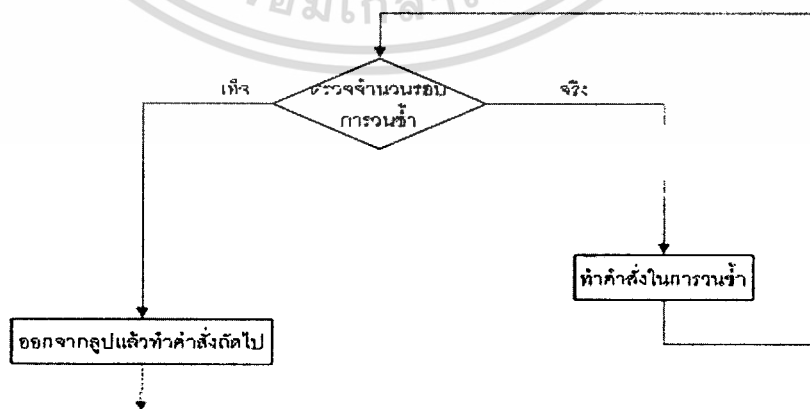 เท็จ
ตรวจจำนวนรอบ
การวนซ้ำ
จริง
ทำคำสั่งในการวนซ้ำ
ออกจากลูปแล้วทำคำสั่งถัดไป